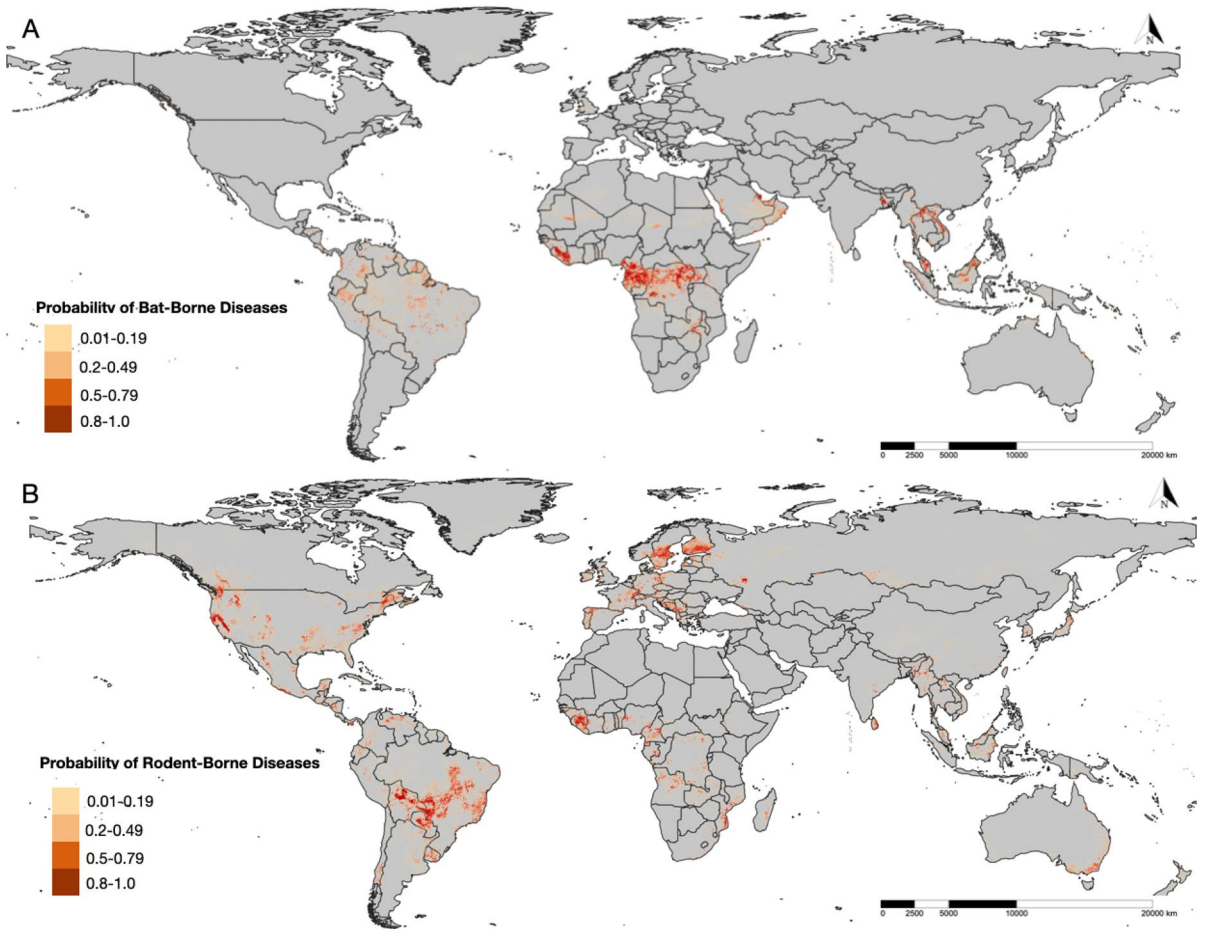 A
N
Probability of Bat-Borne Diseases
0.01-0.19
0.2-0.49
0.5-0.79
0.8-1.0
0 2500 5000 10000 20000 km
B
N
Probability of Rodent-Borne Diseases
0.01-0.19
0.2-0.49
0.5-0.79
0.8-1.0
0 2500 5000 10000 20000 km